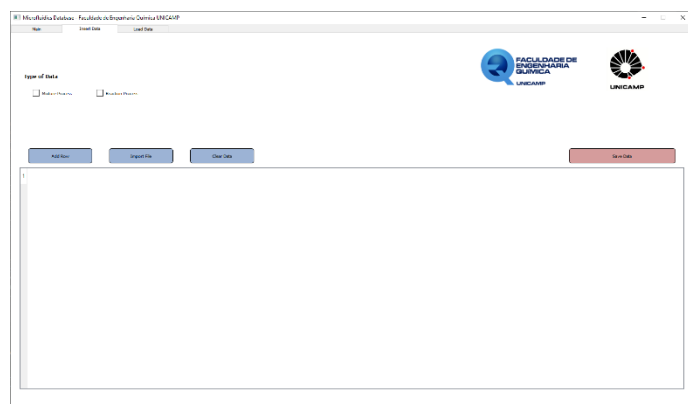 Microfluidics Database - Faculdade de Engenharia Química UNICAMP
Main Insert Data Load Data
FACULDADE DE
ENGENHARIA
QUÍMICA
UNICAMP
UNICAMP
Type of Data
Mixture Process Reaction Process
Add Row Import File Clear Data Save Data
1